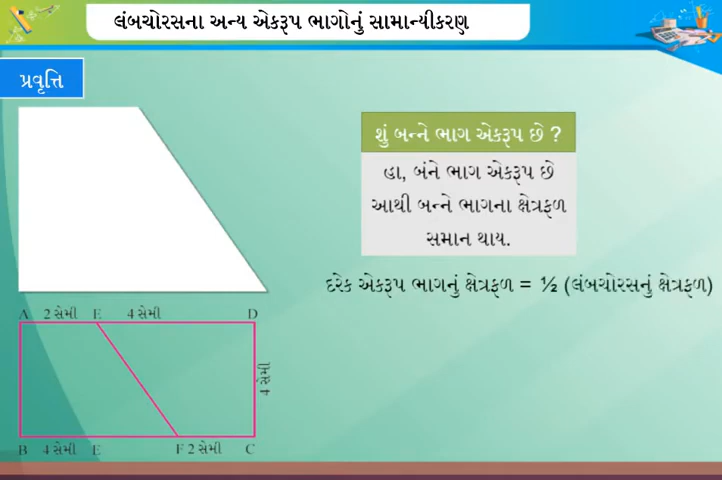 લંબચોરસના અન્ય એકરૂપ ભાગોનું સામાન્યીકરણ
પ્રવૃત્તિ
શું બન્ને ભાગ એકરૂપ છે ?
હા, બંને ભાગ એકરૂપ છે
આથી બન્ને ભાગના ક્ષેત્રફળ
સમાન થાય.
દરેક એકરૂપ ભાગનું ક્ષેત્રફળ = ½ (લંબચોરસનું ક્ષેત્રફળ)
A 2 સેમી E 4 સેમી D
4 સેમી
B 4 સેમી E F 2 સેમી C